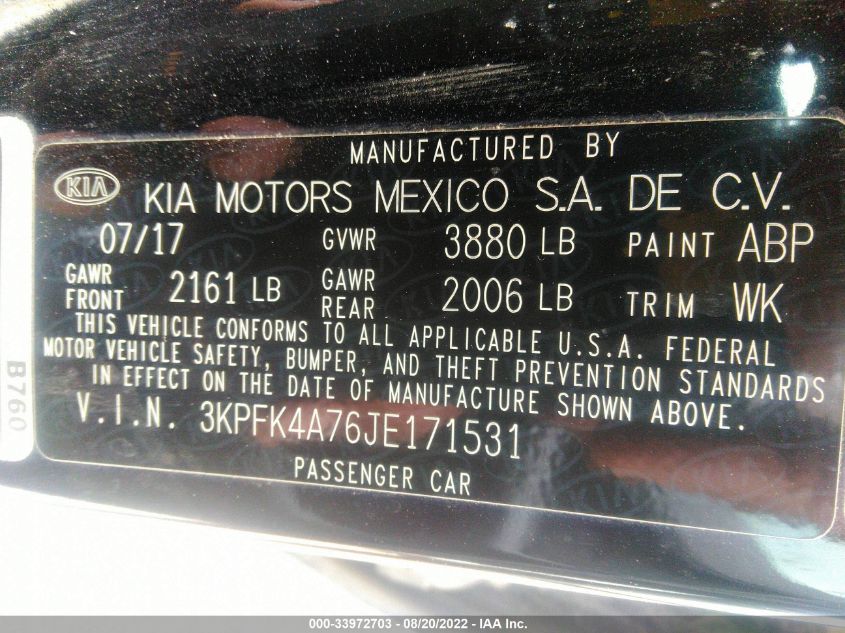 MANUFACTURED BY
KIA KIA MOTORS MEXICO S.A. DE C.V.
07/17 GVWR 3880 LB PAINT ABP
GAWR FRONT 2161 LB GAWR REAR 2006 LB TRIM WK
THIS VEHICLE CONFORMS TO ALL APPLICABLE U.S.A. FEDERAL
MOTOR VEHICLE SAFETY, BUMPER, AND THEFT PREVENTION STANDARDS
IN EFFECT ON THE DATE OF MANUFACTURE SHOWN ABOVE.
V.I.N. 3KPFK4A76JE171531
PASSENGER CAR
B760
000-33972703 - 08/20/2022 - © IAA, Inc.